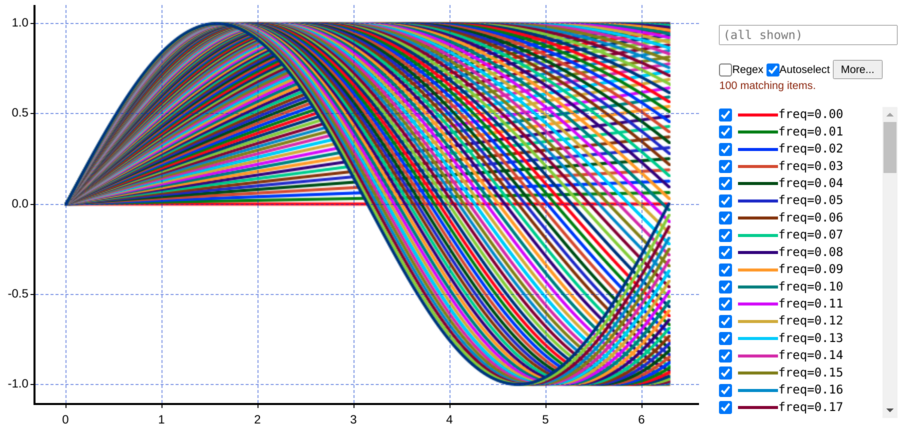 1.0
0.5
0.0
-0.5
-1.0
0 1 2 3 4 5 6
(all shown)
Regex Autoselect More...
100 matching items.
freq=0.00
freq=0.01
freq=0.02
freq=0.03
freq=0.04
freq=0.05
freq=0.06
freq=0.07
freq=0.08
freq=0.09
freq=0.10
freq=0.11
freq=0.12
freq=0.13
freq=0.14
freq=0.15
freq=0.16
freq=0.17